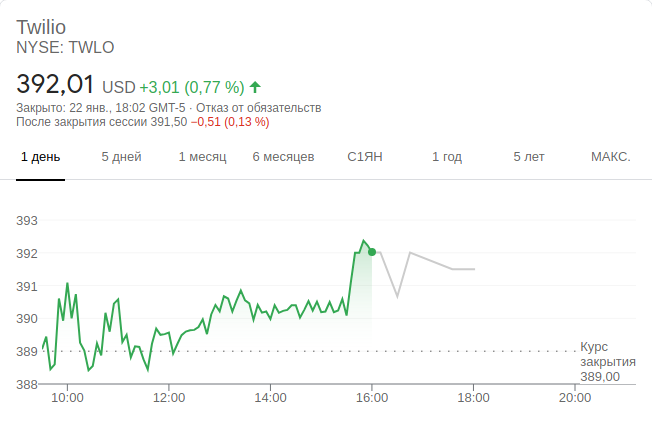 Twilio
NYSE: TWLO
392,01 USD +3,01 (0,77 %)
Закрыто: 22 янв., 18:02 GMT-5 · Отказ от обязательств
После закрытия сессии 391,50 −0,51 (0,13 %)
1 день 5 дней 1 месяц 6 месяцев С1ЯН 1 год 5 лет МАКС.
393
392
391
390
389
388
Курс
закрытия
389,00
10:00 12:00 14:00 16:00 18:00 20:00